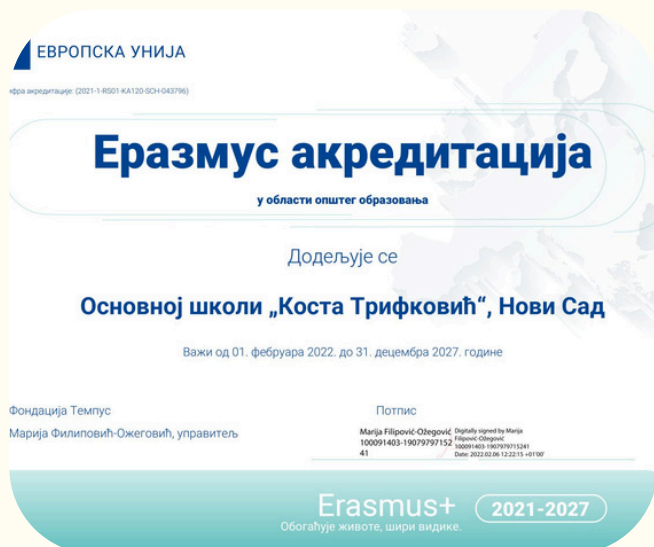 ЕВРОПСКА УНИЈА
акредитације: (2021-1-RS01-KA120-SCH-043796)
Еразмус акредитација
у области општег образовања
Додељује се
Основној школи „Коста Трифковић“, Нови Сад
Важи од 01. фебруара 2022. до 31. децембра 2027. године
Фондација Темпус
Потпис
Марија Филиповић-Ожеговић, управитељ
Marija Filipović-Ožegović
100091403-19079797152
41
Digitally signed by Marija
Filipović-Ožegović
100091403-1907979715241
Date: 2022.02.06 12:22:15 +01'00'
Erasmus+
2021-2027
Обогаћује животе, шири видике.